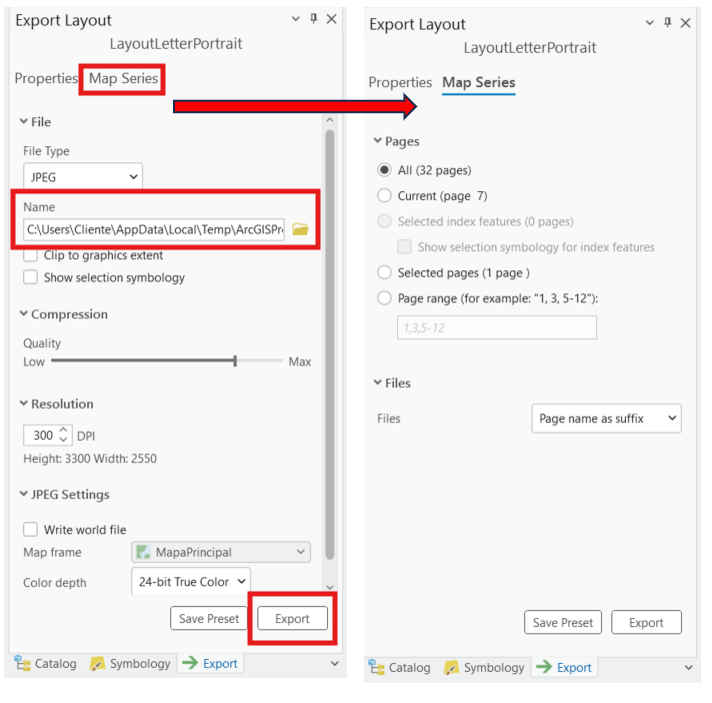 Export Layout
LayoutLetterPortrait
Properties Map Series
File
File Type
JPEG
Name
C:\Users\Cliente\AppData\Local\Temp\ArcGISPr
Clip to graphics extent
Show selection symbology
Compression
Quality
Low Max
Resolution
300 DPI
Height: 3300 Width: 2550
JPEG Settings
Write world file
Map frame MapaPrincipal
Color depth 24-bit True Color
Save Preset Export
Catalog Symbology Export
Export Layout
LayoutLetterPortrait
Properties Map Series
Pages
All (32 pages)
Current (page 7)
Selected index features (0 pages)
Show selection symbology for index features
Selected pages (1 page )
Page range (for example: "1, 3, 5-12"):
1,3,5-12
Files
Files Page name as suffix
Save Preset Export
Catalog Symbology Export